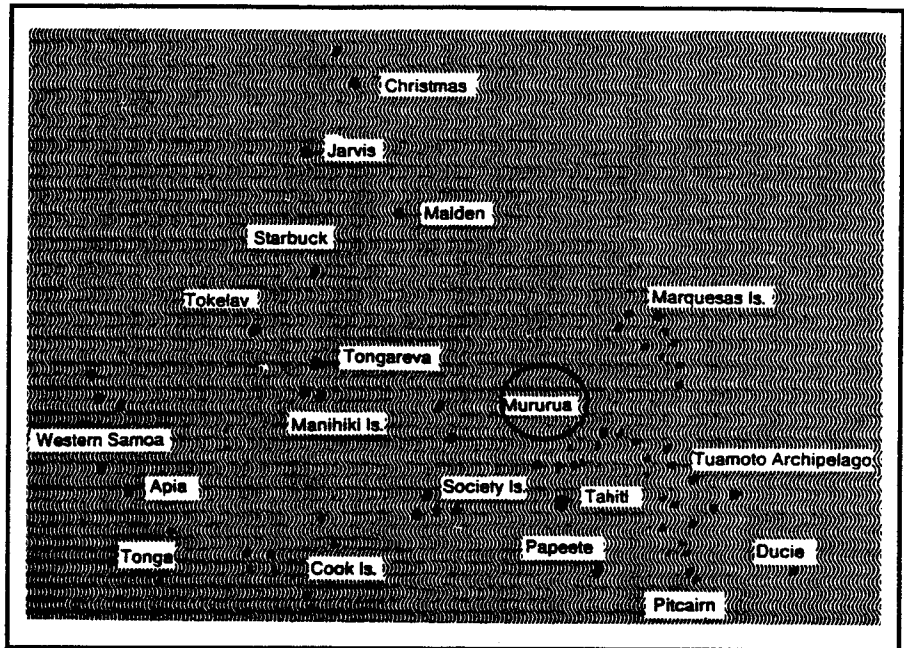 Christmas
Jarvis
Malden
Starbuck
Tokelav
Marquesas Is.
Tongareva
Mururua
Manihiki Is.
Western Samoa
Tuamoto Archipelago
Apia
Society Is.
Tahiti
Tonga
Papeete
Ducie
Cook Is.
Pitcairn